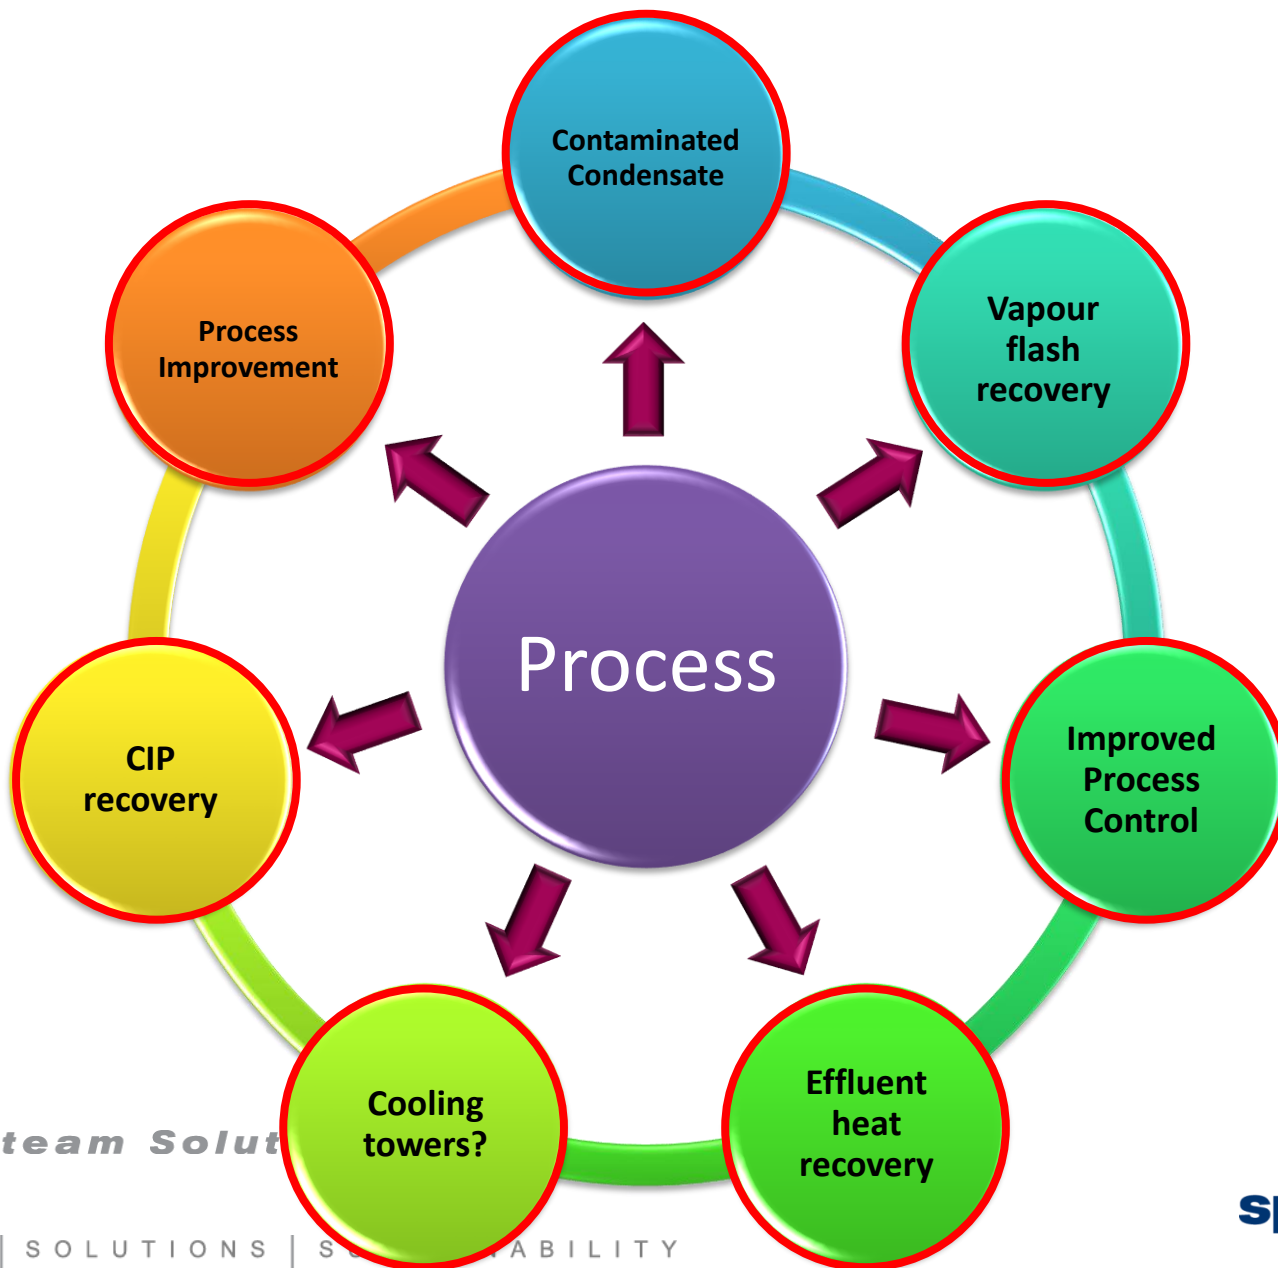 Contaminated
Condensate
Vapour
flash
recovery
Process
Improvement
Process
Improved
Process
Control
CIP
recovery
Effluent
heat
recovery
Cooling
towers?
team Solut
| SOLUTIONS | S ABILITY
sp